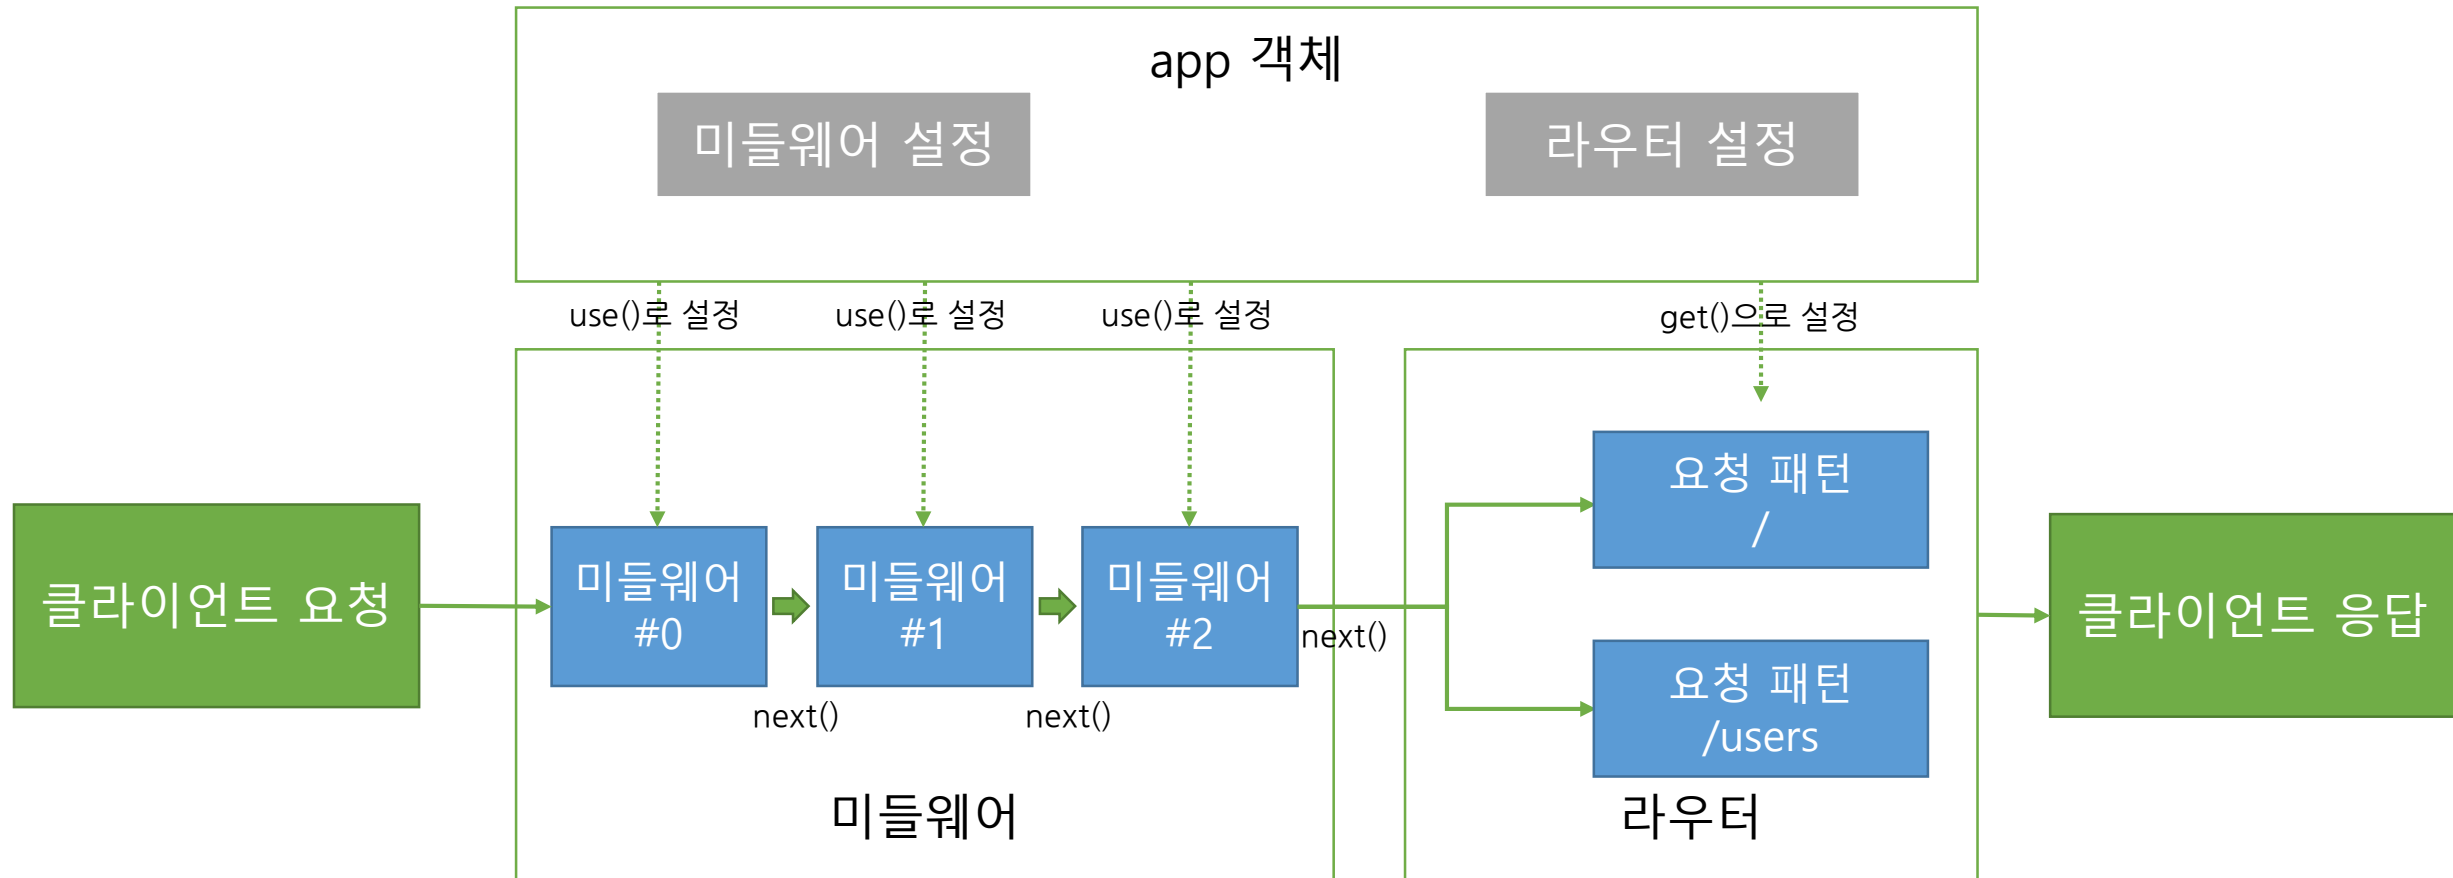 app 객체
미들웨어 설정
라우터 설정
use()로 설정
use()로 설정
use()로 설정
get()으로 설정
클라이언트 요청
미들웨어
#0
미들웨어
#1
미들웨어
#2
next()
next()
next()
요청 패턴
/
요청 패턴
/users
클라이언트 응답
미들웨어
라우터